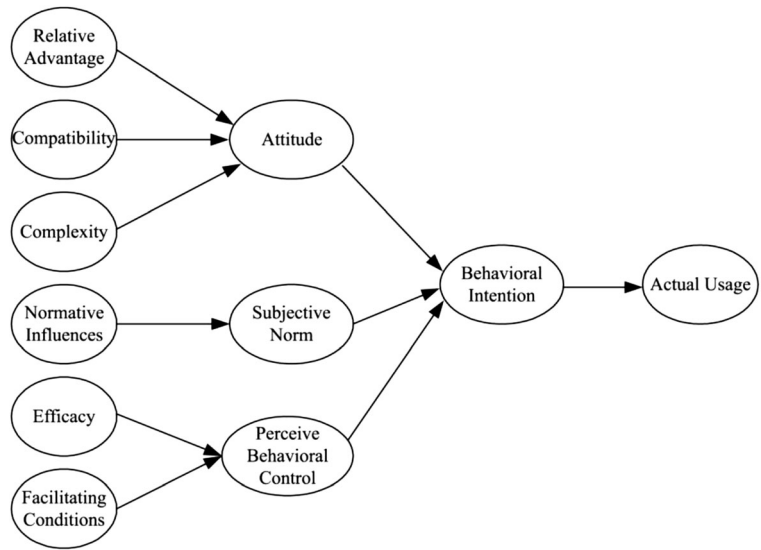 Relative
Advantage
Compatibility
Attitude
Complexity
Behavioral
Intention
Actual Usage
Normative
Influences
Subjective
Norm
Efficacy
Perceive
Behavioral
Control
Facilitating
Conditions